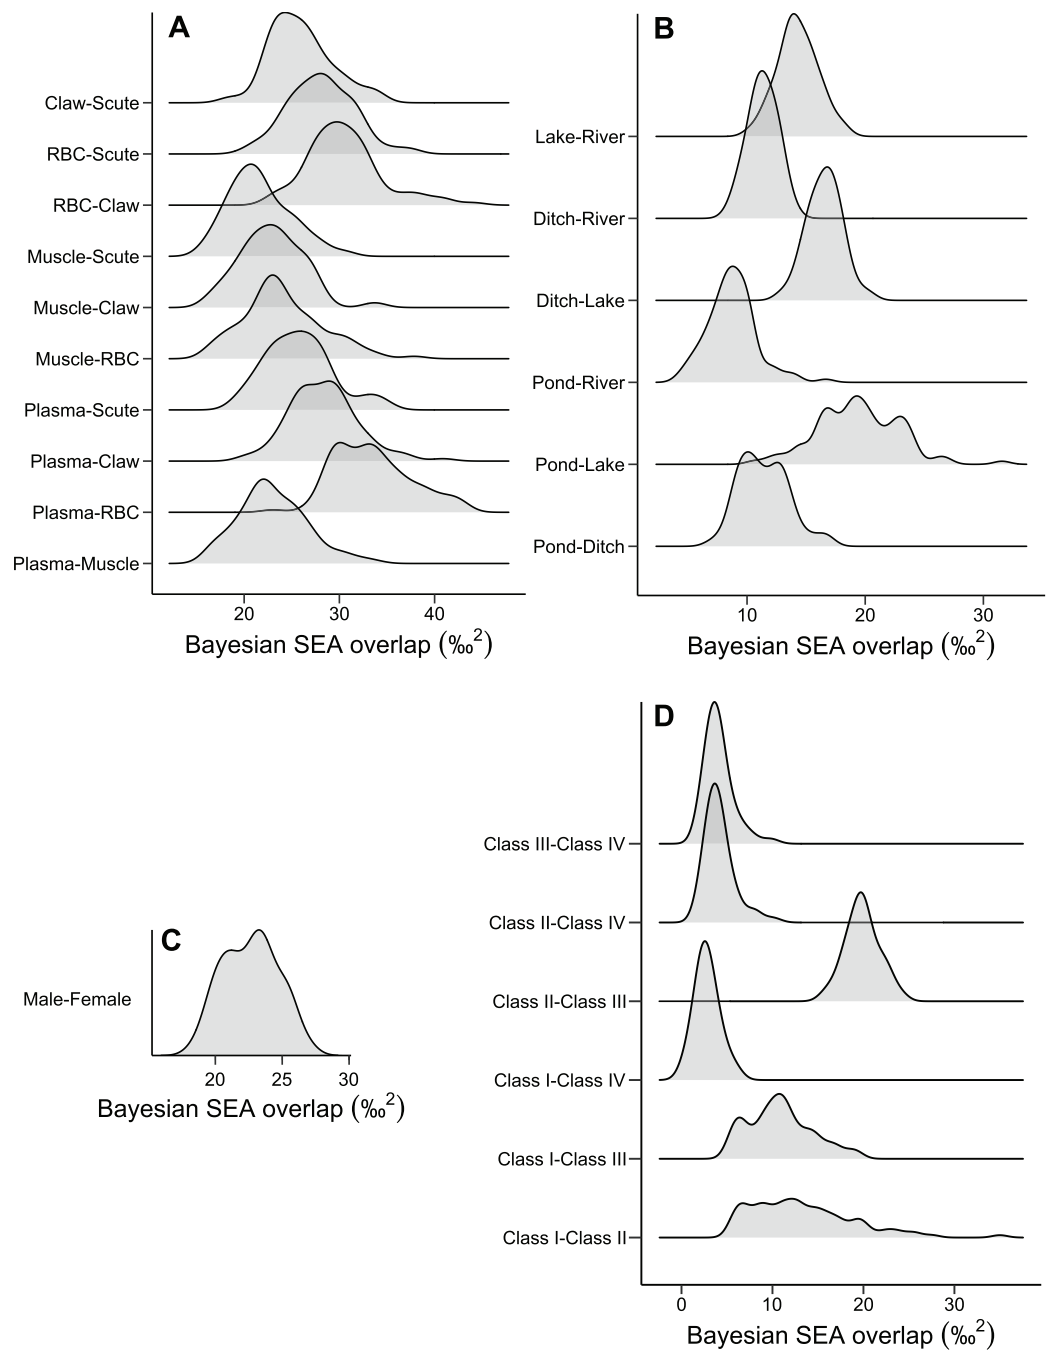 A
Claw-Scute
RBC-Scute
RBC-Claw
Muscle-Scute
Muscle-Claw
Muscle-RBC
Plasma-Scute
Plasma-Claw
Plasma-RBC
Plasma-Muscle
20 30 40
Bayesian SEA overlap (‰²)
B
Lake-River
Ditch-River
Ditch-Lake
Pond-River
Pond-Lake
Pond-Ditch
10 20 30
Bayesian SEA overlap (‰²)
C
Male-Female
20 25 30
Bayesian SEA overlap (‰²)
D
Class III-Class IV
Class II-Class IV
Class II-Class III
Class I-Class IV
Class I-Class III
Class I-Class II
0 10 20 30
Bayesian SEA overlap (‰²)